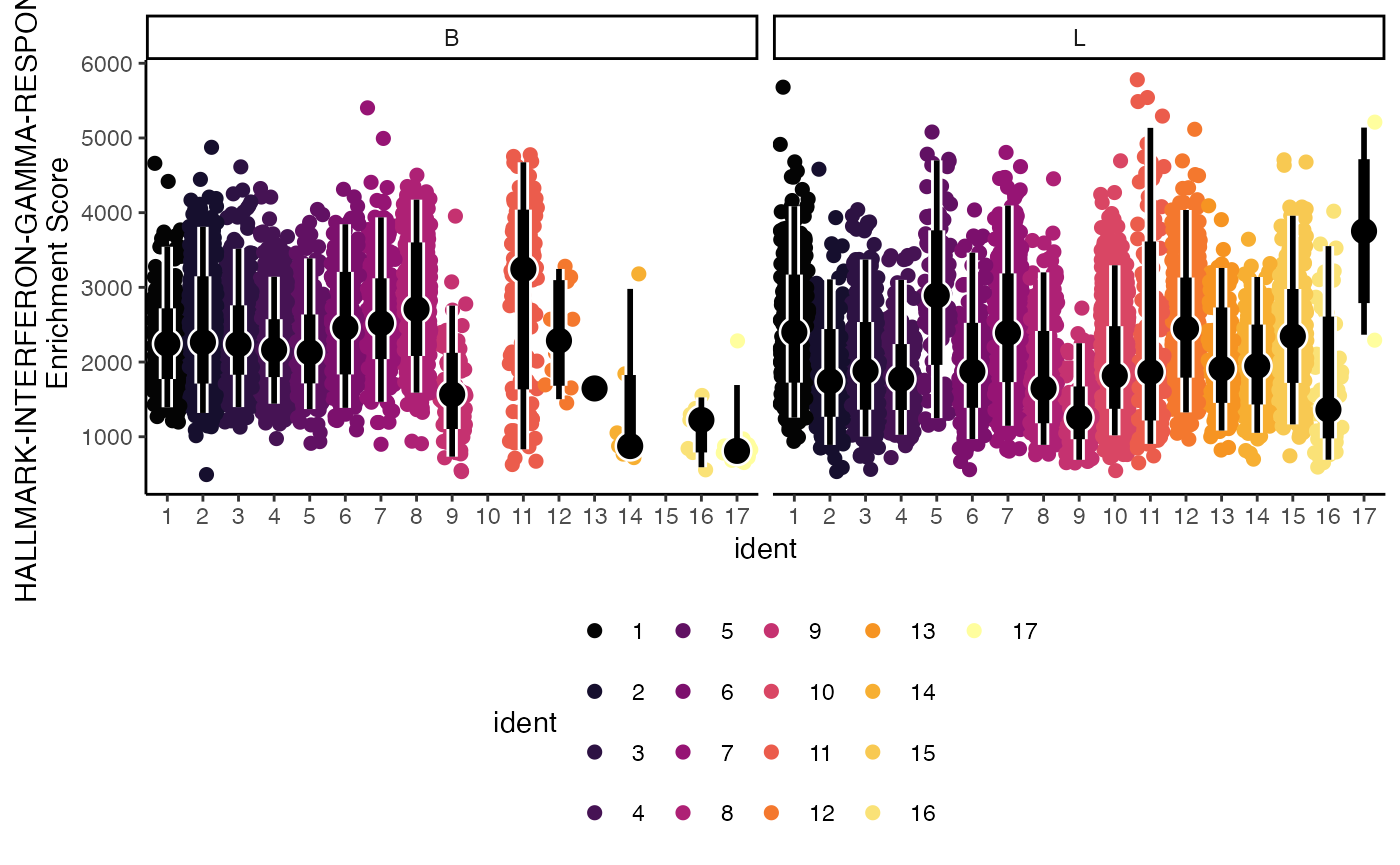 HALLMARK-INTERFERON-GAMMA-RESPON
Enrichment Score
B
L
6000
5000
4000
3000
2000
1000
1 2 3 4 5 6 7 8 9 10 11 12 13 14 15 16 17
1 2 3 4 5 6 7 8 9 10 11 12 13 14 15 16 17
ident
ident
1 5 9 13 17
2 6 10 14
3 7 11 15
4 8 12 16